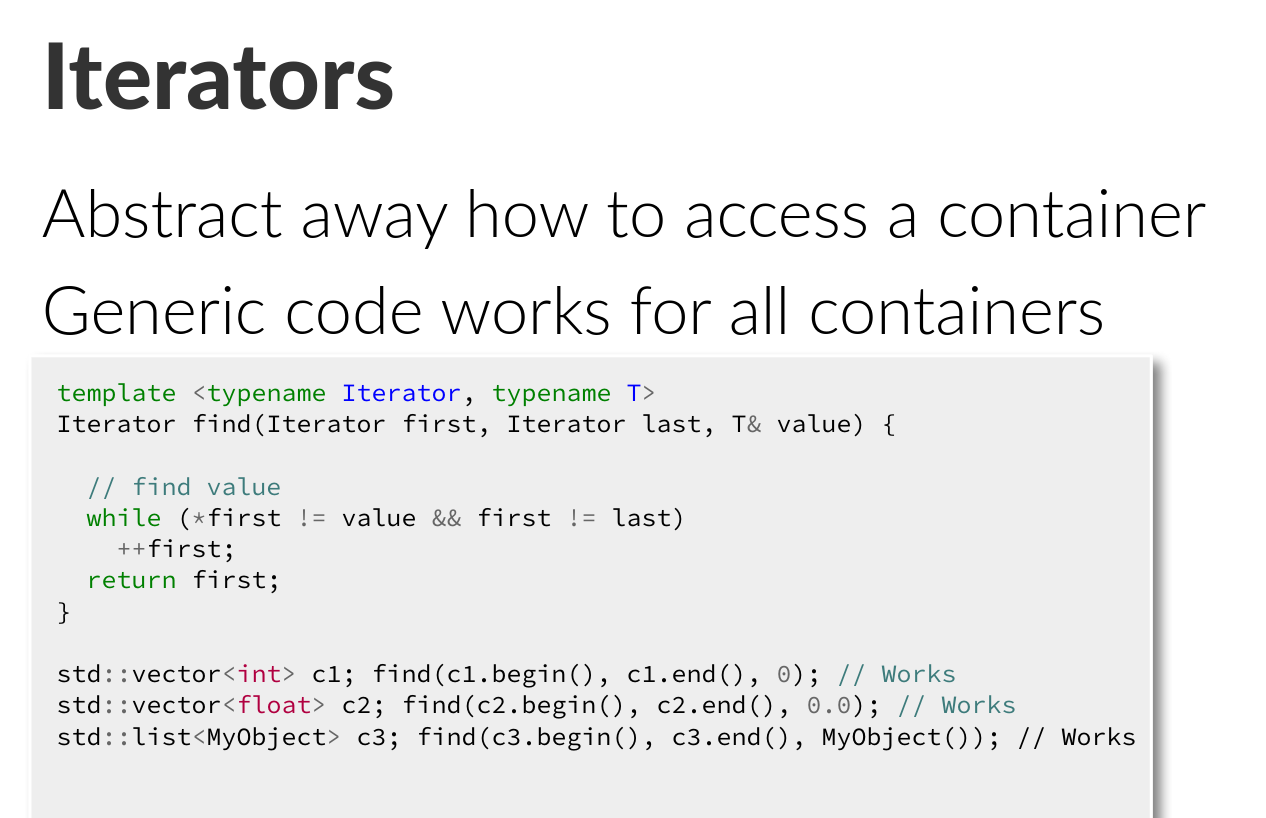 Iterators
Abstract away how to access a container
Generic code works for all containers
template <typename Iterator, typename T>
Iterator find(Iterator first, Iterator last, T& value) {
// find value
while (*first != value && first != last)
++first;
return first;
}
std::vector<int> c1; find(c1.begin(), c1.end(), 0); // Works
std::vector<float> c2; find(c2.begin(), c2.end(), 0.0); // Works
std::list<MyObject> c3; find(c3.begin(), c3.end(), MyObject()); // Works